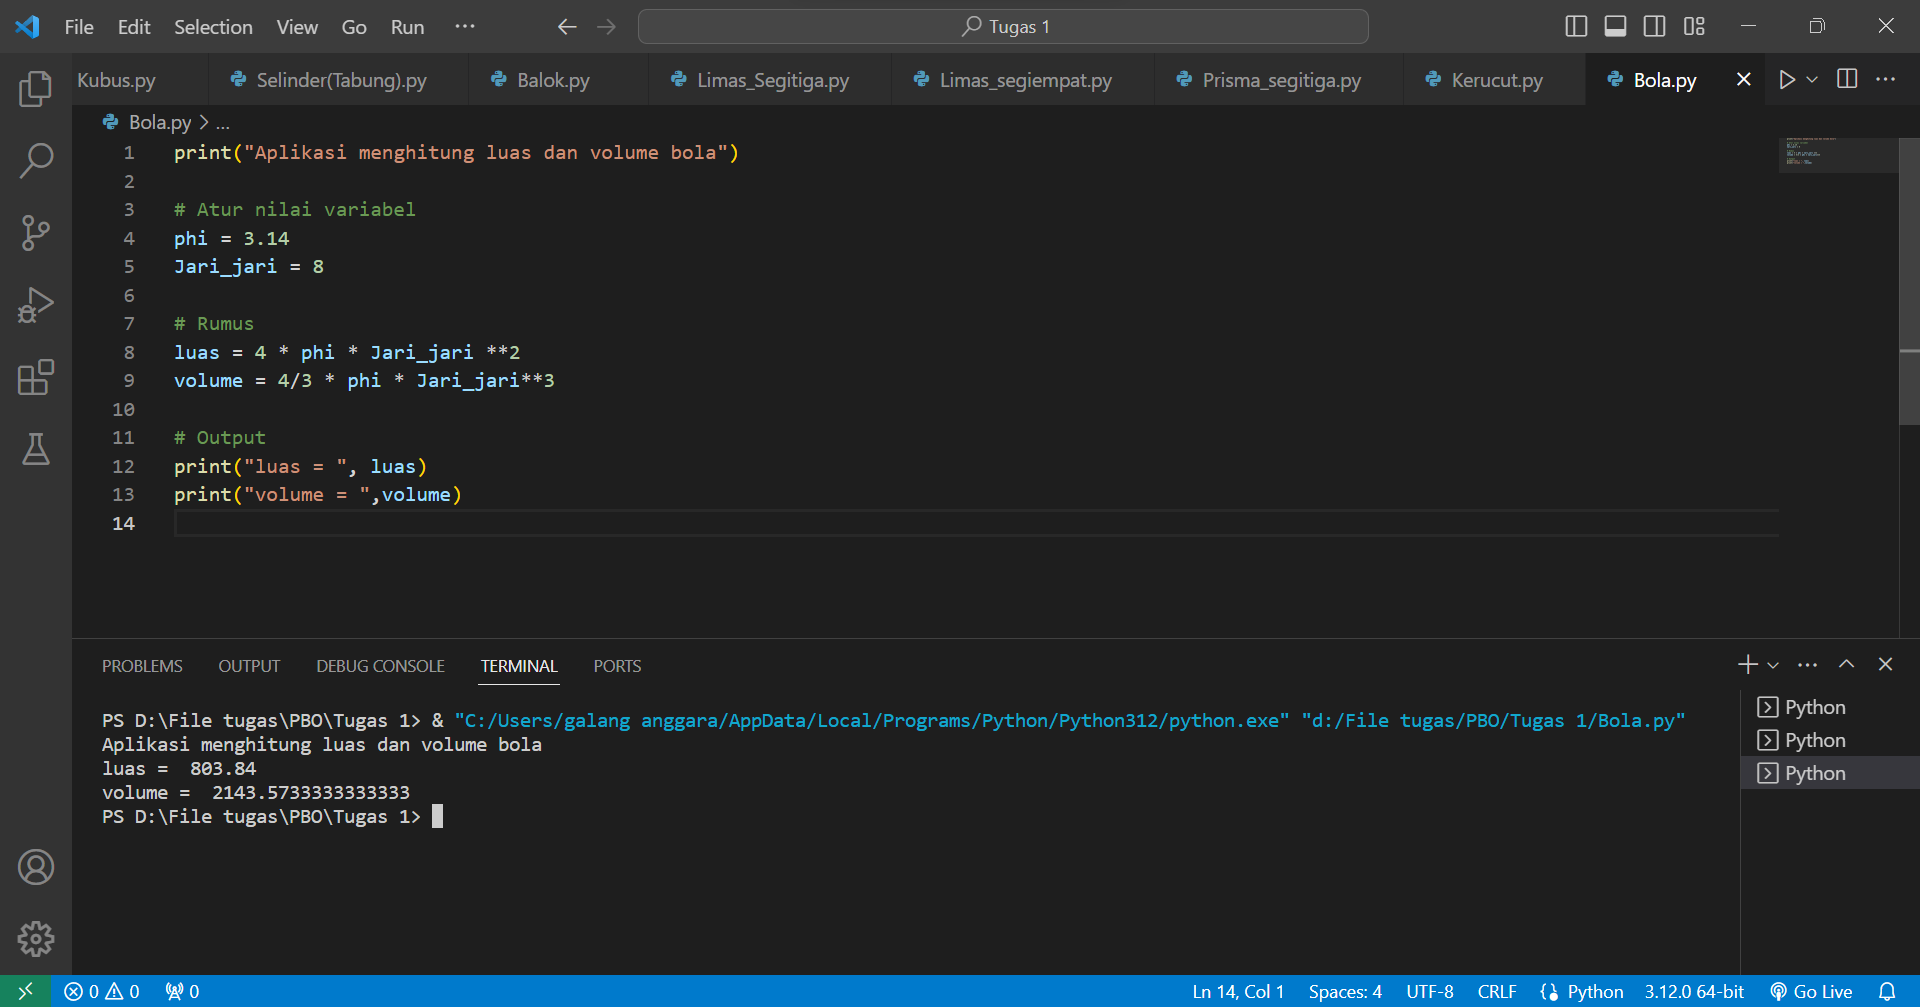 File Edit Selection View Go Run ··· Tugas 1
Kubus.py Selinder(Tabung).py Balok.py Limas_Segitiga.py Limas_segiempat.py Prisma_segitiga.py Kerucut.py Bola.py
Bola.py > ...
1 print("Aplikasi menghitung luas dan volume bola")
2
3 # Atur nilai variabel
4 phi = 3.14
5 Jari_jari = 8
6
7 # Rumus
8 luas = 4 * phi * Jari_jari **2
9 volume = 4/3 * phi * Jari_jari**3
10
11 # Output
12 print("luas = ", luas)
13 print("volume = ",volume)
14
PROBLEMS OUTPUT DEBUG CONSOLE TERMINAL PORTS
PS D:\File tugas\PBO\Tugas 1> & "C:/Users/galang anggara/AppData/Local/Programs/Python/Python312/python.exe" "d:/File tugas/PBO/Tugas 1/Bola.py"
Aplikasi menghitung luas dan volume bola
luas =  803.84
volume =  2143.5733333333333
PS D:\File tugas\PBO\Tugas 1>
Python
Python
Python
0 0 0 Ln 14, Col 1 Spaces: 4 UTF-8 CRLF Python 3.12.0 64-bit Go Live